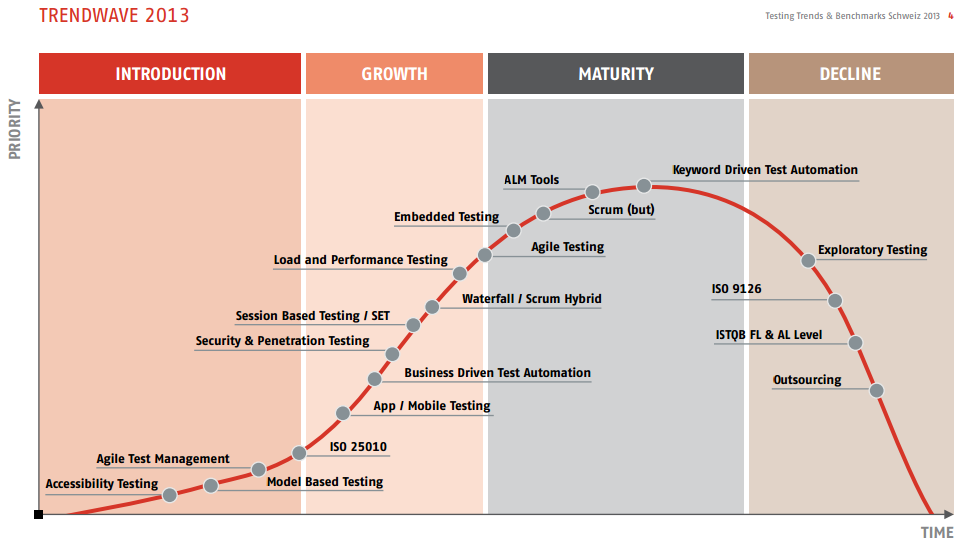 TRENDWAVE 2013
Testing Trends & Benchmarks Schweiz 2013 4
INTRODUCTION
GROWTH
MATURITY
DECLINE
PRIORITY
Keyword Driven Test Automation
ALM Tools
Scrum (but)
Embedded Testing
Agile Testing
Exploratory Testing
Load and Performance Testing
ISO 9126
Waterfall / Scrum Hybrid
Session Based Testing / SET
ISTQB FL & AL Level
Security & Penetration Testing
Business Driven Test Automation
Outsourcing
App / Mobile Testing
ISO 25010
Agile Test Management
Accessibility Testing
Model Based Testing
TIME